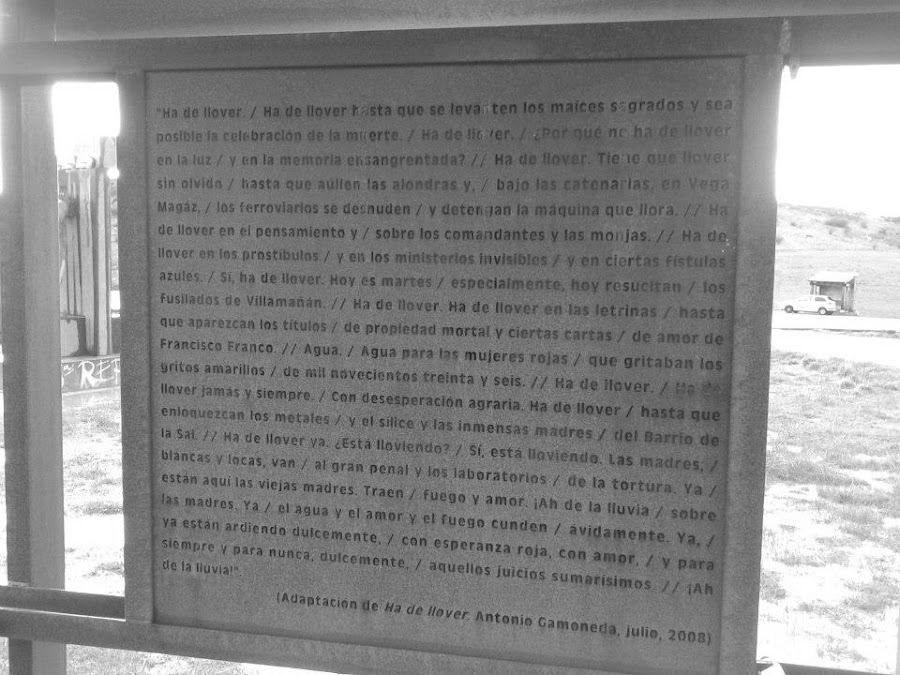 "Ha de llover. / Ha de llover hasta que se levanten los maíces sagrados y sea
posible la celebración de la muerte. / Ha de llover. / ¿Por qué no ha de llover
en la luz / y en la memoria ensangrentada? // Ha de llover. Tiene que llover
sin olvido / hasta que aúllen las alondras y, / bajo las catenarias, en Vega
Magáz, / los ferroviarios se desnuden / y detengan la máquina que llora. // Ha
de llover en el pensamiento y / sobre los comandantes y las monjas. // Ha de
llover en los prostíbulos / y en los ministerios invisibles / y en ciertas fístulas
azules. / Sí, ha de llover. Hoy es martes / especialmente, hoy resucitan / los
fusilados de Villamañán. // Ha de llover. Ha de llover en las letrinas / hasta
que aparezcan los títulos / de propiedad mortal y ciertas cartas / de amor de
Francisco Franco. // Agua. / Agua para las mujeres rojas / que gritaban los
gritos amarillos / de mil novecientos treinta y seis. // Ha de llover. / Ha de
llover jamás y siempre. / Con desesperación agraria. Ha de llover / hasta que
enloquezcan los metales / y el sílice y las inmensas madres / del Barrio de
la Sal. // Ha de llover ya. ¿Está lloviendo? / Sí, está lloviendo. Las madres, /
blancas y locas, van / al gran penal y los laboratorios / de la tortura. Ya /
están aquí las viejas madres. Traen / fuego y amor. ¡Ah de la lluvia / sobre
las madres. Ya / el agua y el amor y el fuego cunden / ávidamente. Ya, /
ya están ardiendo dulcemente, / con esperanza roja, con amor, / y para
siempre y para nunca, dulcemente, / aquellos juicios sumarísimos. // ¡Ah
de la lluvia!".
(Adaptación de Ha de llover. Antonio Gamoneda, julio, 2008)